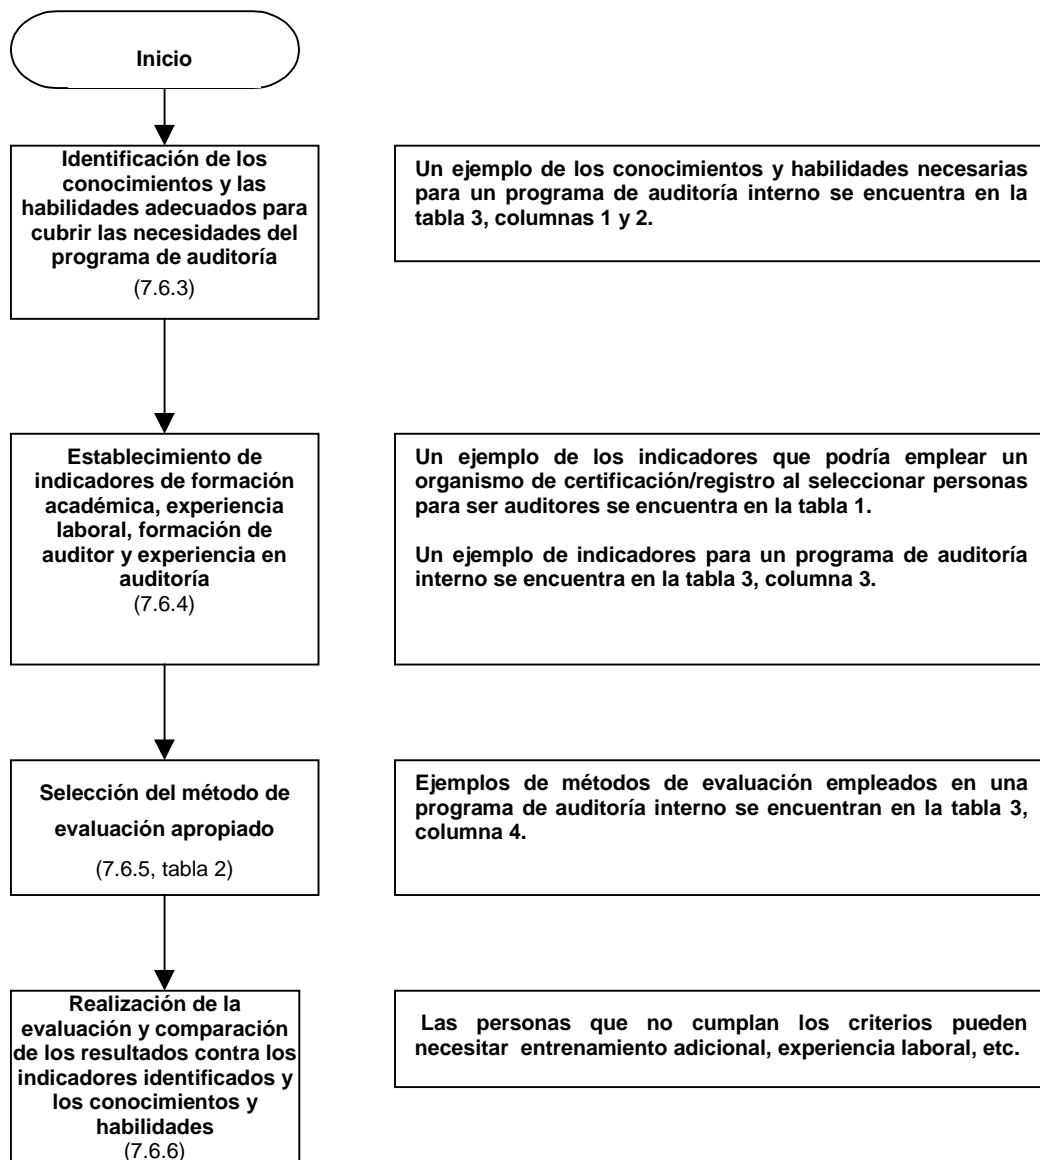 Inicio
Identificación de los
conocimientos y las
habilidades adecuados para
cubrir las necesidades del
programa de auditoría
(7.6.3)
Un ejemplo de los conocimientos y habilidades necesarias
para un programa de auditoría interno se encuentra en la
tabla 3, columnas 1 y 2.
Establecimiento de
indicadores de formación
académica, experiencia
laboral, formación de
auditor y experiencia en
auditoría
(7.6.4)
Un ejemplo de los indicadores que podría emplear un
organismo de certificación/registro al seleccionar personas
para ser auditores se encuentra en la tabla 1.
Un ejemplo de indicadores para un programa de auditoría
interno se encuentra en la tabla 3, columna 3.
Selección del método de
evaluación apropiado
(7.6.5, tabla 2)
Ejemplos de métodos de evaluación empleados en una
programa de auditoría interno se encuentran en la tabla 3,
columna 4.
Realización de la
evaluación y comparación
de los resultados contra los
indicadores identificados y
los conocimientos y
habilidades
(7.6.6)
Las personas que no cumplan los criterios pueden
necesitar entrenamiento adicional, experiencia laboral, etc.